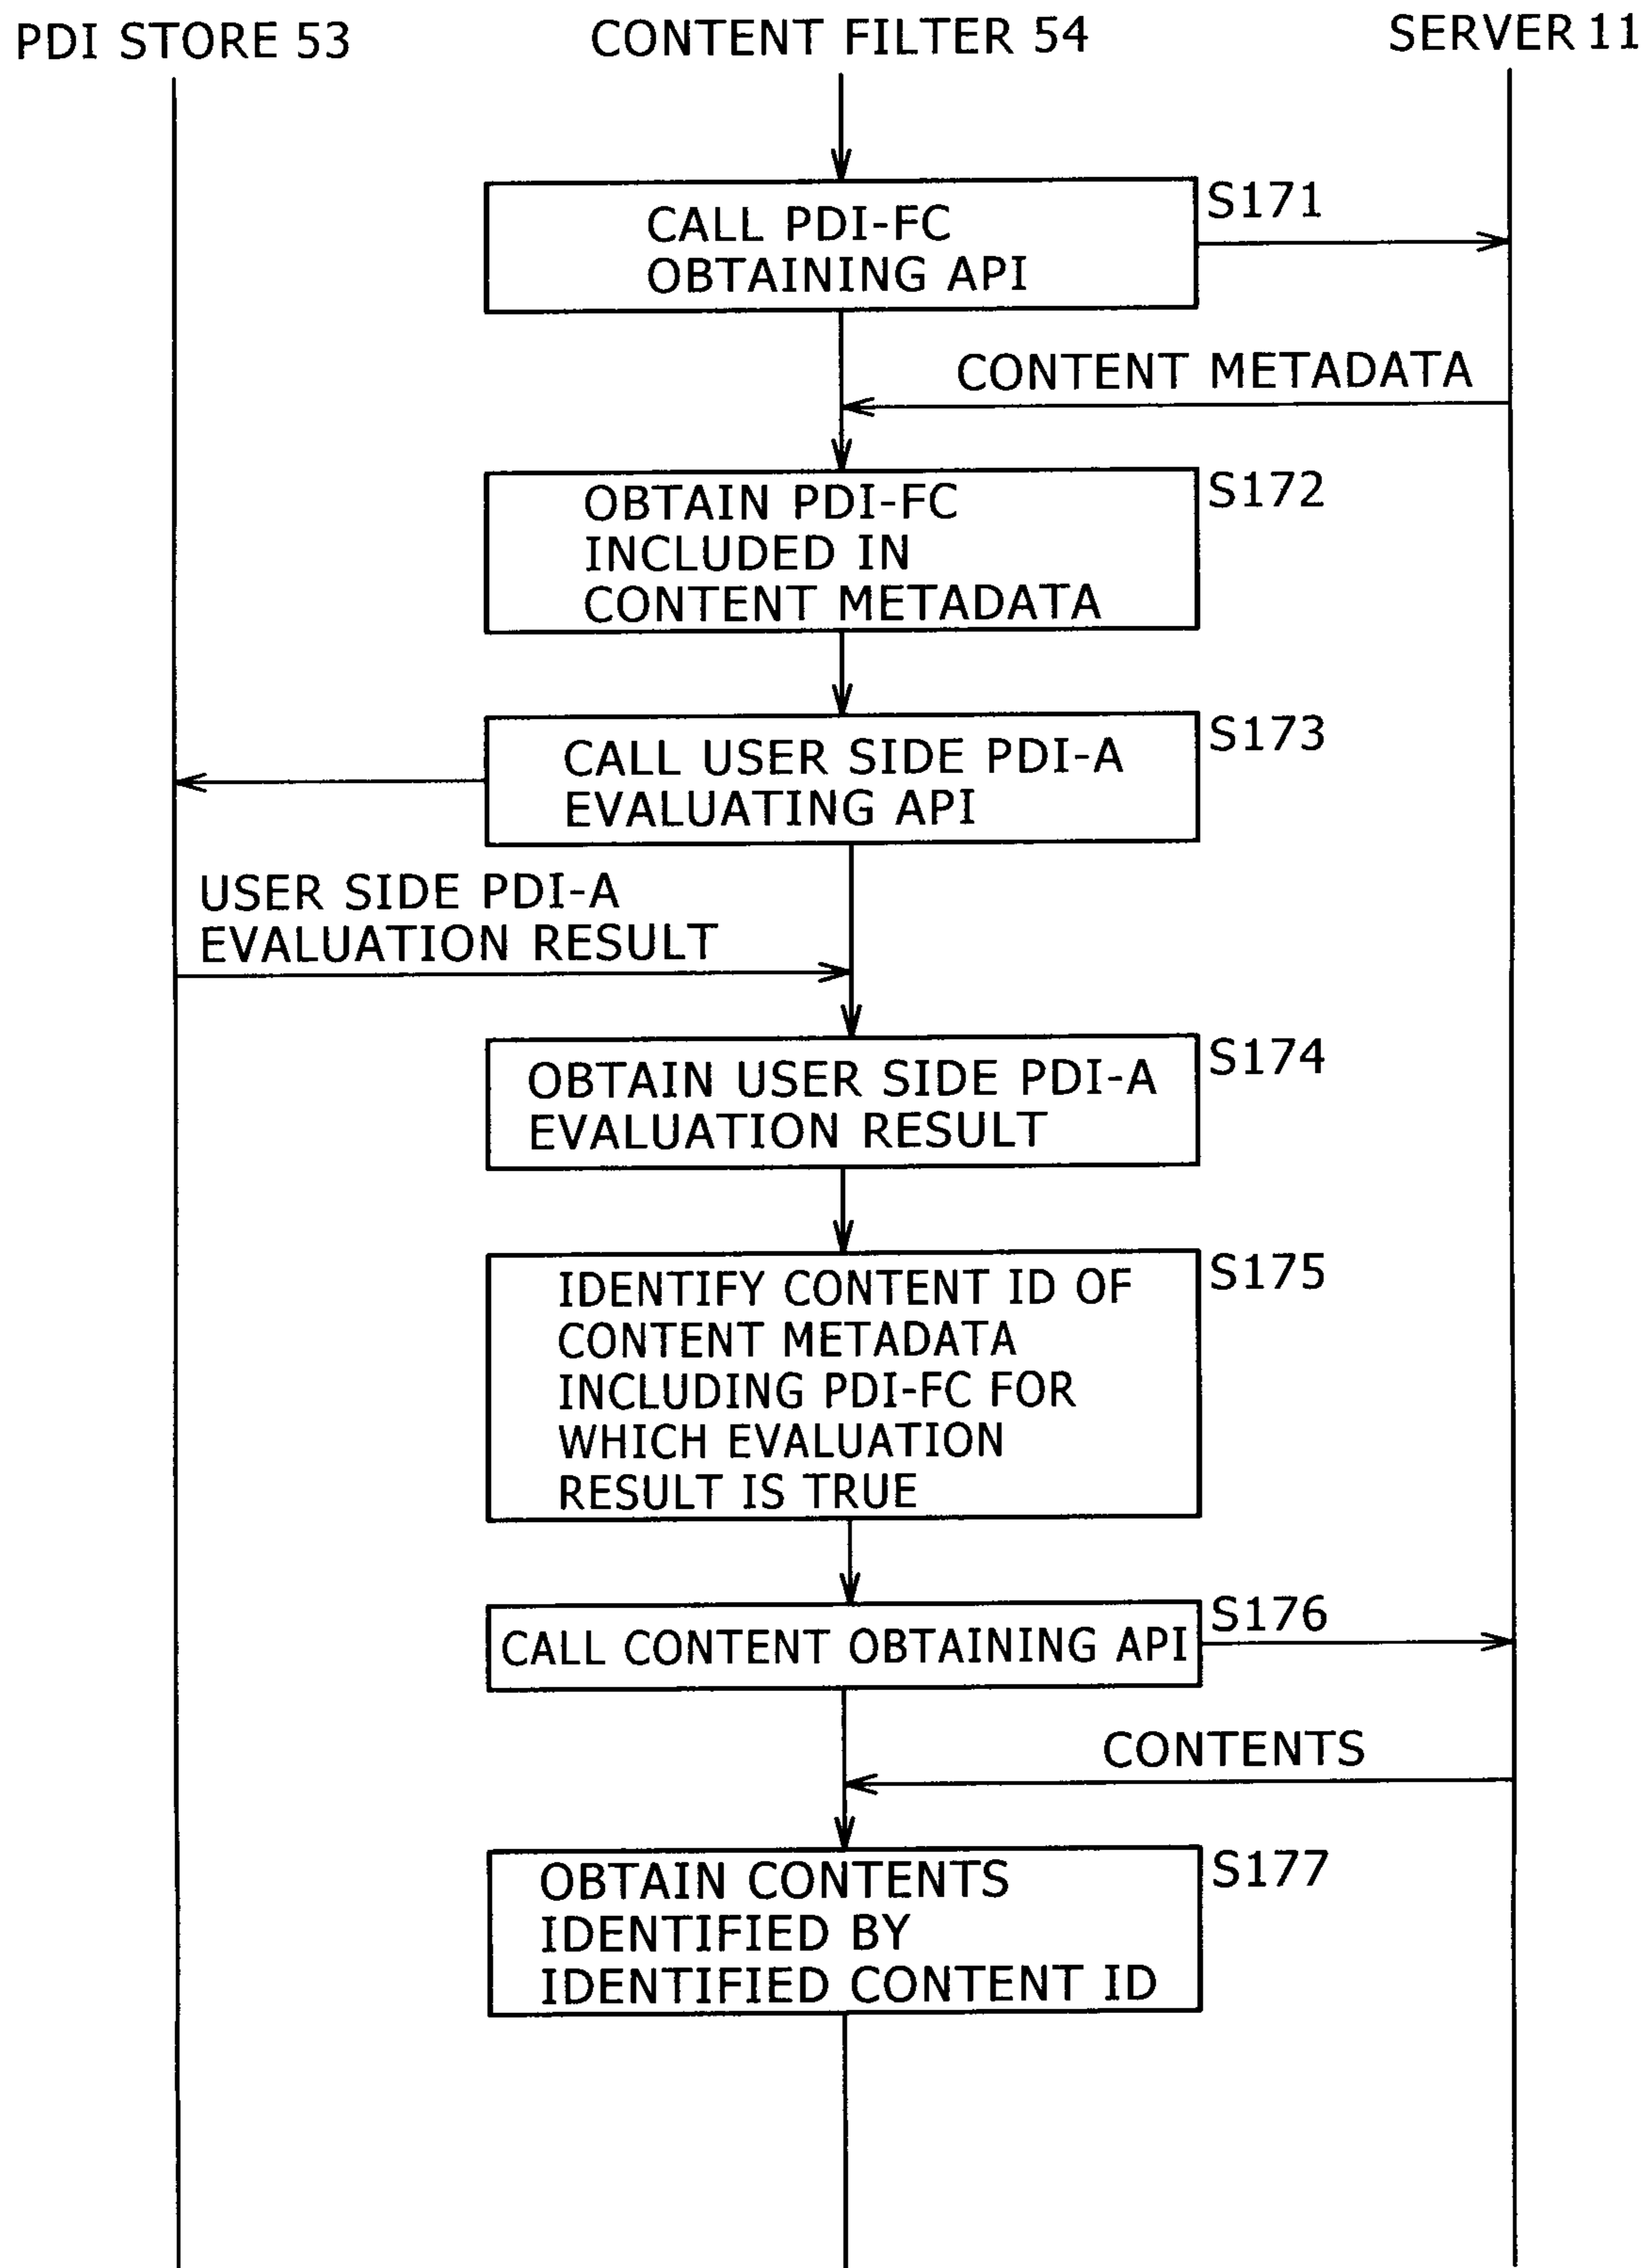 PDI STORE 53
CONTENT FILTER 54
SERVER 11
CALL PDI-FC
OBTAINING API
S171
CONTENT METADATA
OBTAIN PDI-FC
INCLUDED IN
CONTENT METADATA
S172
CALL USER SIDE PDI-A
EVALUATING API
S173
USER SIDE PDI-A
EVALUATION RESULT
OBTAIN USER SIDE PDI-A
EVALUATION RESULT
S174
IDENTIFY CONTENT ID OF
CONTENT METADATA
INCLUDING PDI-FC FOR
WHICH EVALUATION
RESULT IS TRUE
S175
CALL CONTENT OBTAINING API
S176
CONTENTS
OBTAIN CONTENTS
IDENTIFIED BY
IDENTIFIED CONTENT ID
S177